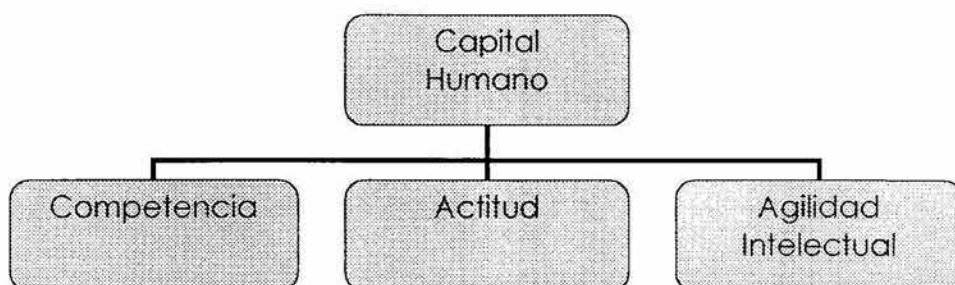 Capital
Humano
Competencia
Actitud
Agilidad
Intelectual